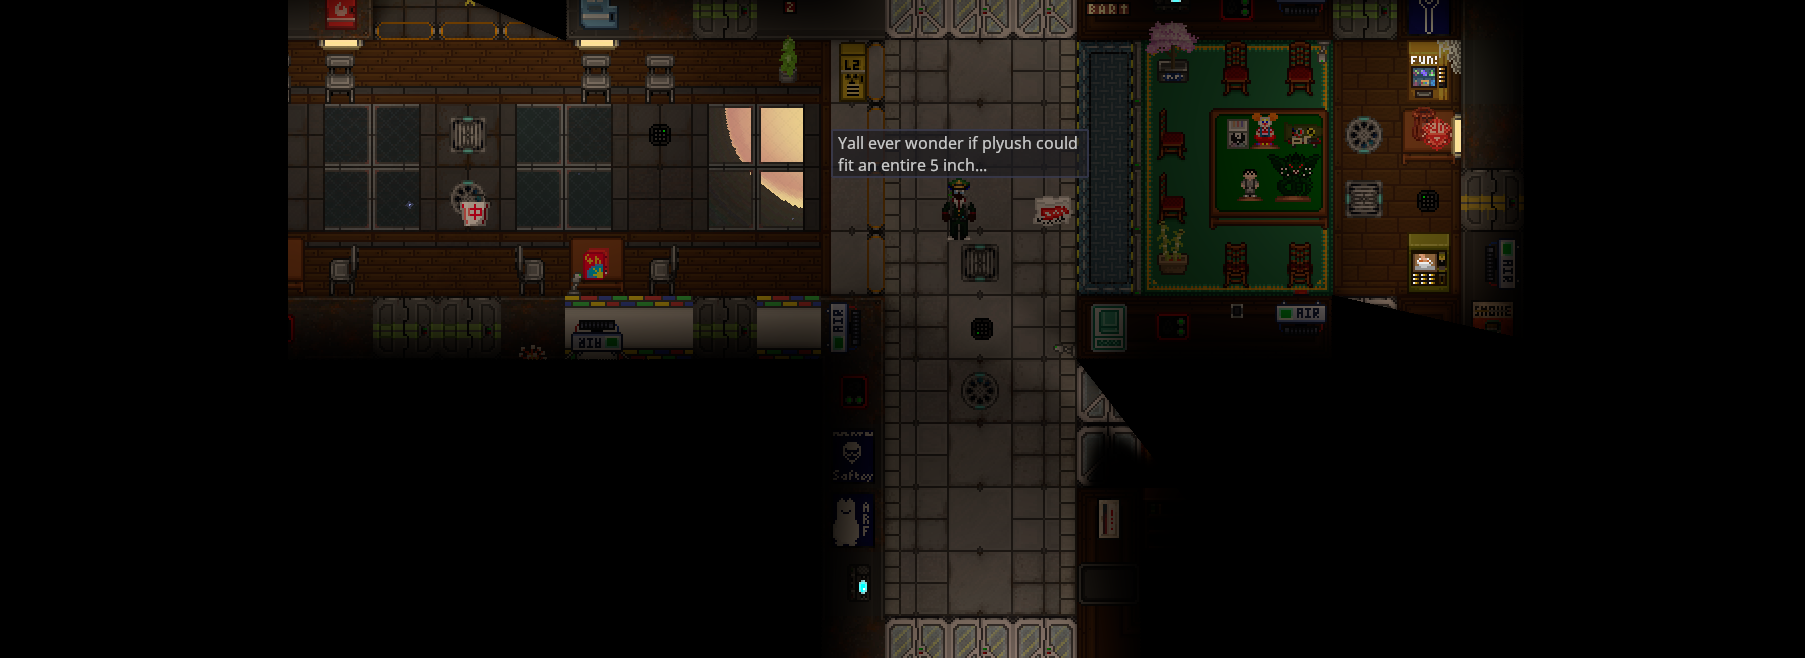 BAR†
FUN!
L2
Yall ever wonder if plyush could
fit an entire 5 inch...
中
AIR
AIR
AIR
AIR
SMOKE
Saftey
ARF